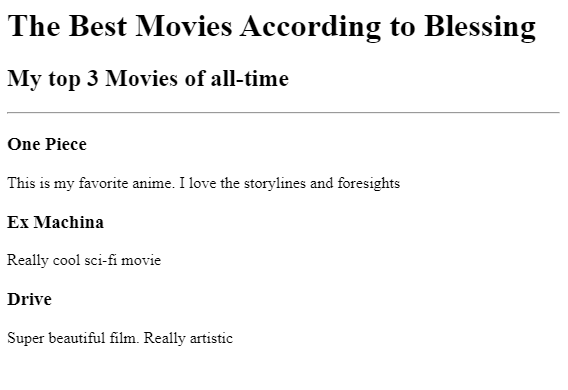 The Best Movies According to Blessing
My top 3 Movies of all-time
One Piece
This is my favorite anime. I love the storylines and foresights
Ex Machina
Really cool sci-fi movie
Drive
Super beautiful film. Really artistic